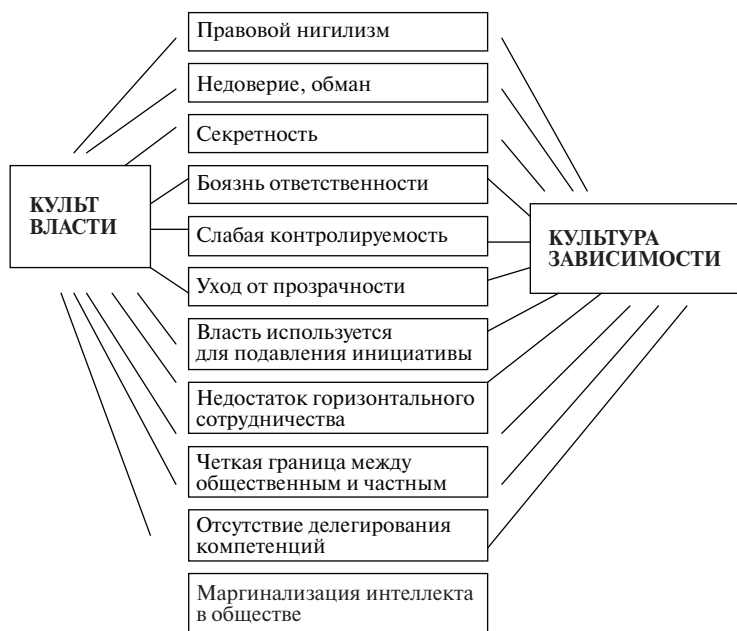 Правовой нигилизм
Недоверие, обман
Секретность
Боязнь ответственности
Слабая контролируемость
Уход от прозрачности
Власть используется
для подавления инициативы
Недостаток горизонтального
сотрудничества
Четкая граница между
общественным и частным
Отсутствие делегирования
компетенций
Маргинализация интеллекта
в обществе
КУЛЬТ
ВЛАСТИ
КУЛЬТУРА
ЗАВИСИМОСТИ